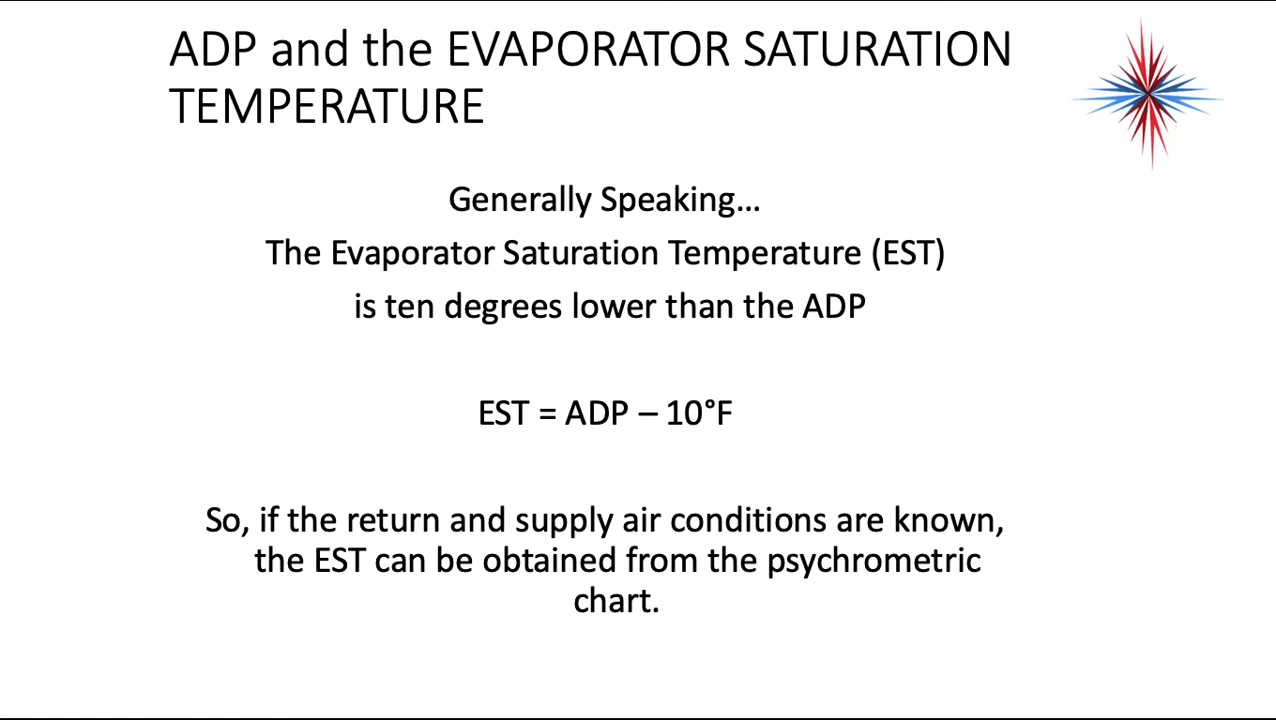 ADP and the EVAPORATOR SATURATION
TEMPERATURE
Generally Speaking…
The Evaporator Saturation Temperature (EST)
is ten degrees lower than the ADP
EST = ADP – 10°F
So, if the return and supply air conditions are known,
the EST can be obtained from the psychrometric
chart.